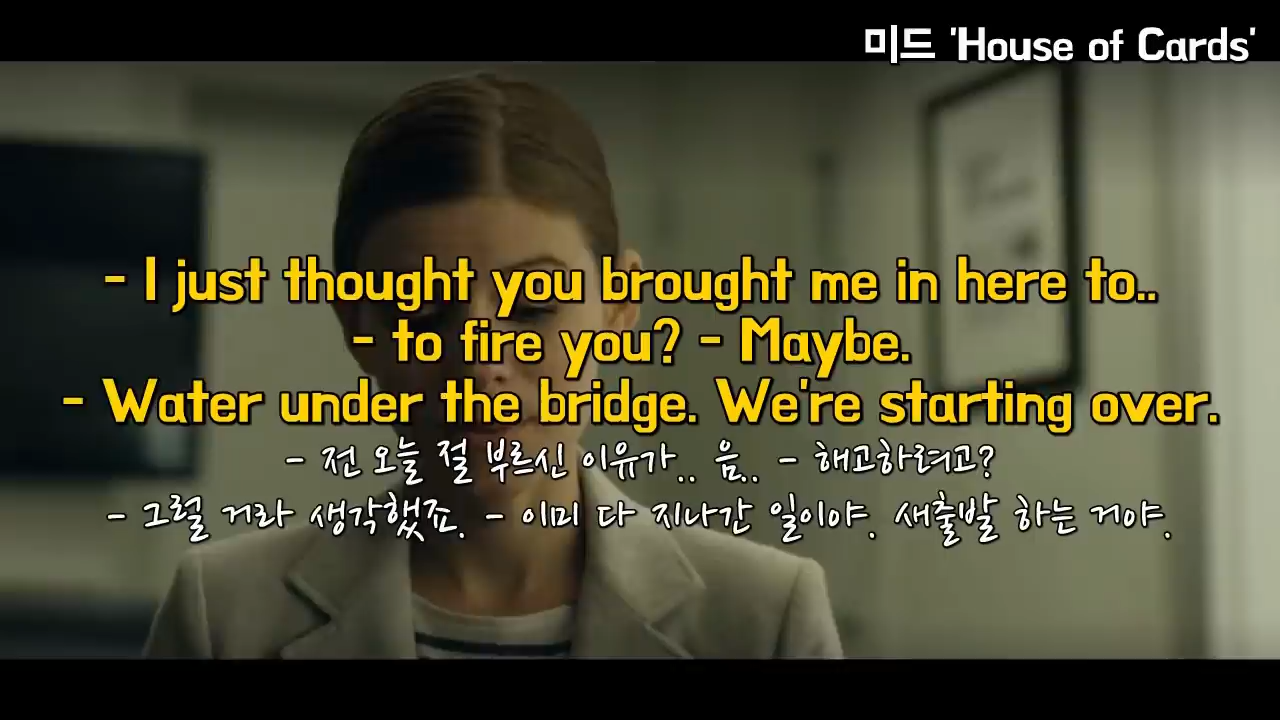 미드 'House of Cards'
- I just thought you brought me in here to..
- to fire you? - Maybe.
- Water under the bridge. We're starting over.
- 전 오늘 절 부르신 이유가.. 음.. - 해고하려고?
- 그럴 거라 생각했죠. - 이미 다 지나간 일이야. 새출발 하는 거야.